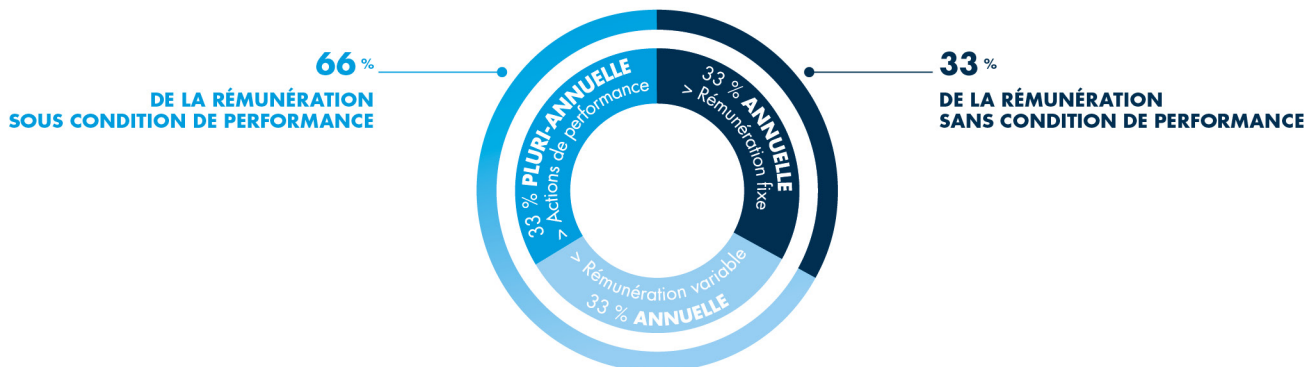 66 %
DE LA RÉMUNÉRATION
SOUS CONDITION DE PERFORMANCE
33 % PLURI-ANNUELLE
> Actions de performance
33 % ANNUELLE
> Rémunération fixe
> Rémunération variable
33 % ANNUELLE
33 %
DE LA RÉMUNÉRATION
SANS CONDITION DE PERFORMANCE